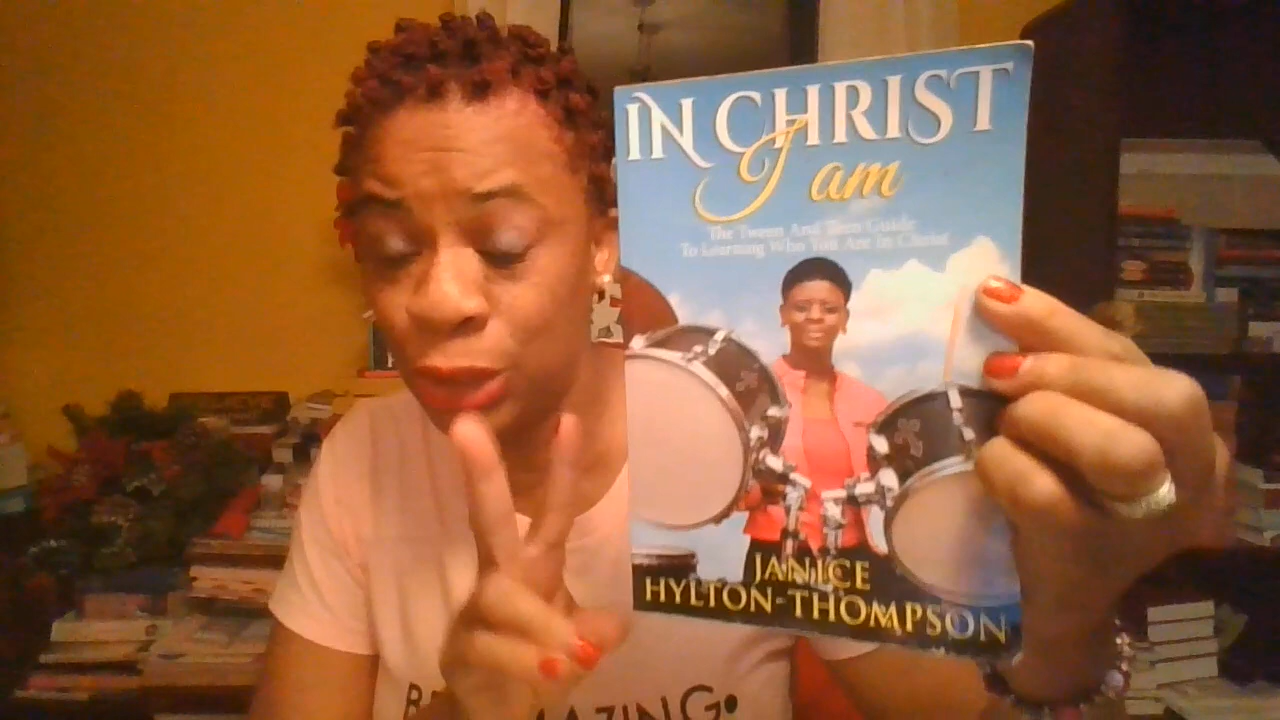 IN CHRIST
I am
The Tween And Teen Guide
To Learning Who You Are In Christ
JANICE
HYLTON-THOMPSON